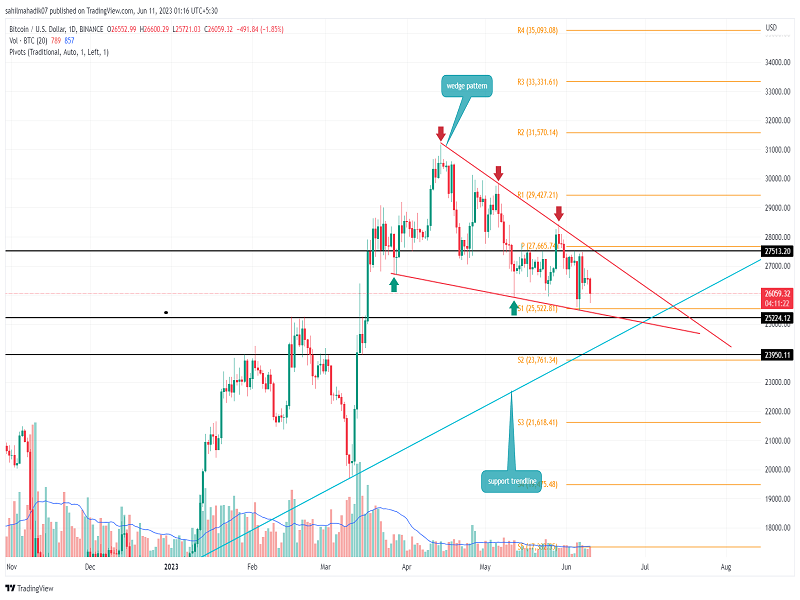 sahilmahadik07 published on TradingView.com, Jun 11, 2023 01:16 UTC+5:30
Bitcoin / U.S. Dollar, 1D, BINANCE O26552.99 H26600.29 L25721.03 C26059.32 -491.84 (-1.85%)
Vol · BTC (20) 789 857
Pivots (Traditional, Auto, 1, Left, 1)
USD
R4 (35,093.08)
34000.00
R3 (33,331.61)
33000.00
wedge pattern
32000.00
R2 (31,570.14)
31000.00
30000.00
R1 (29,427.21)
29000.00
28000.00
P (27,665.74)
27513.20
27000.00
26059.32
04:11:22
S1 (25,522.81)
25224.12
25000.00
23950.11
S2 (23,761.34)
23000.00
22000.00
S3 (21,618.41)
21000.00
20000.00
support trendline
75.48)
19000.00
18000.00
Nov
Dec
2023
Feb
Mar
Apr
May
Jun
Jul
Aug
TradingView